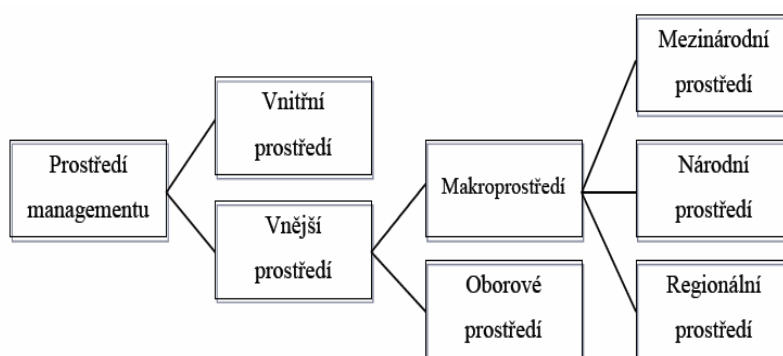 Prostředí
managementu
Vnitřní
prostředí
Vnější
prostředí
Makroprostředí
Oborové
prostředí
Mezinárodní
prostředí
Národní
prostředí
Regionální
prostředí